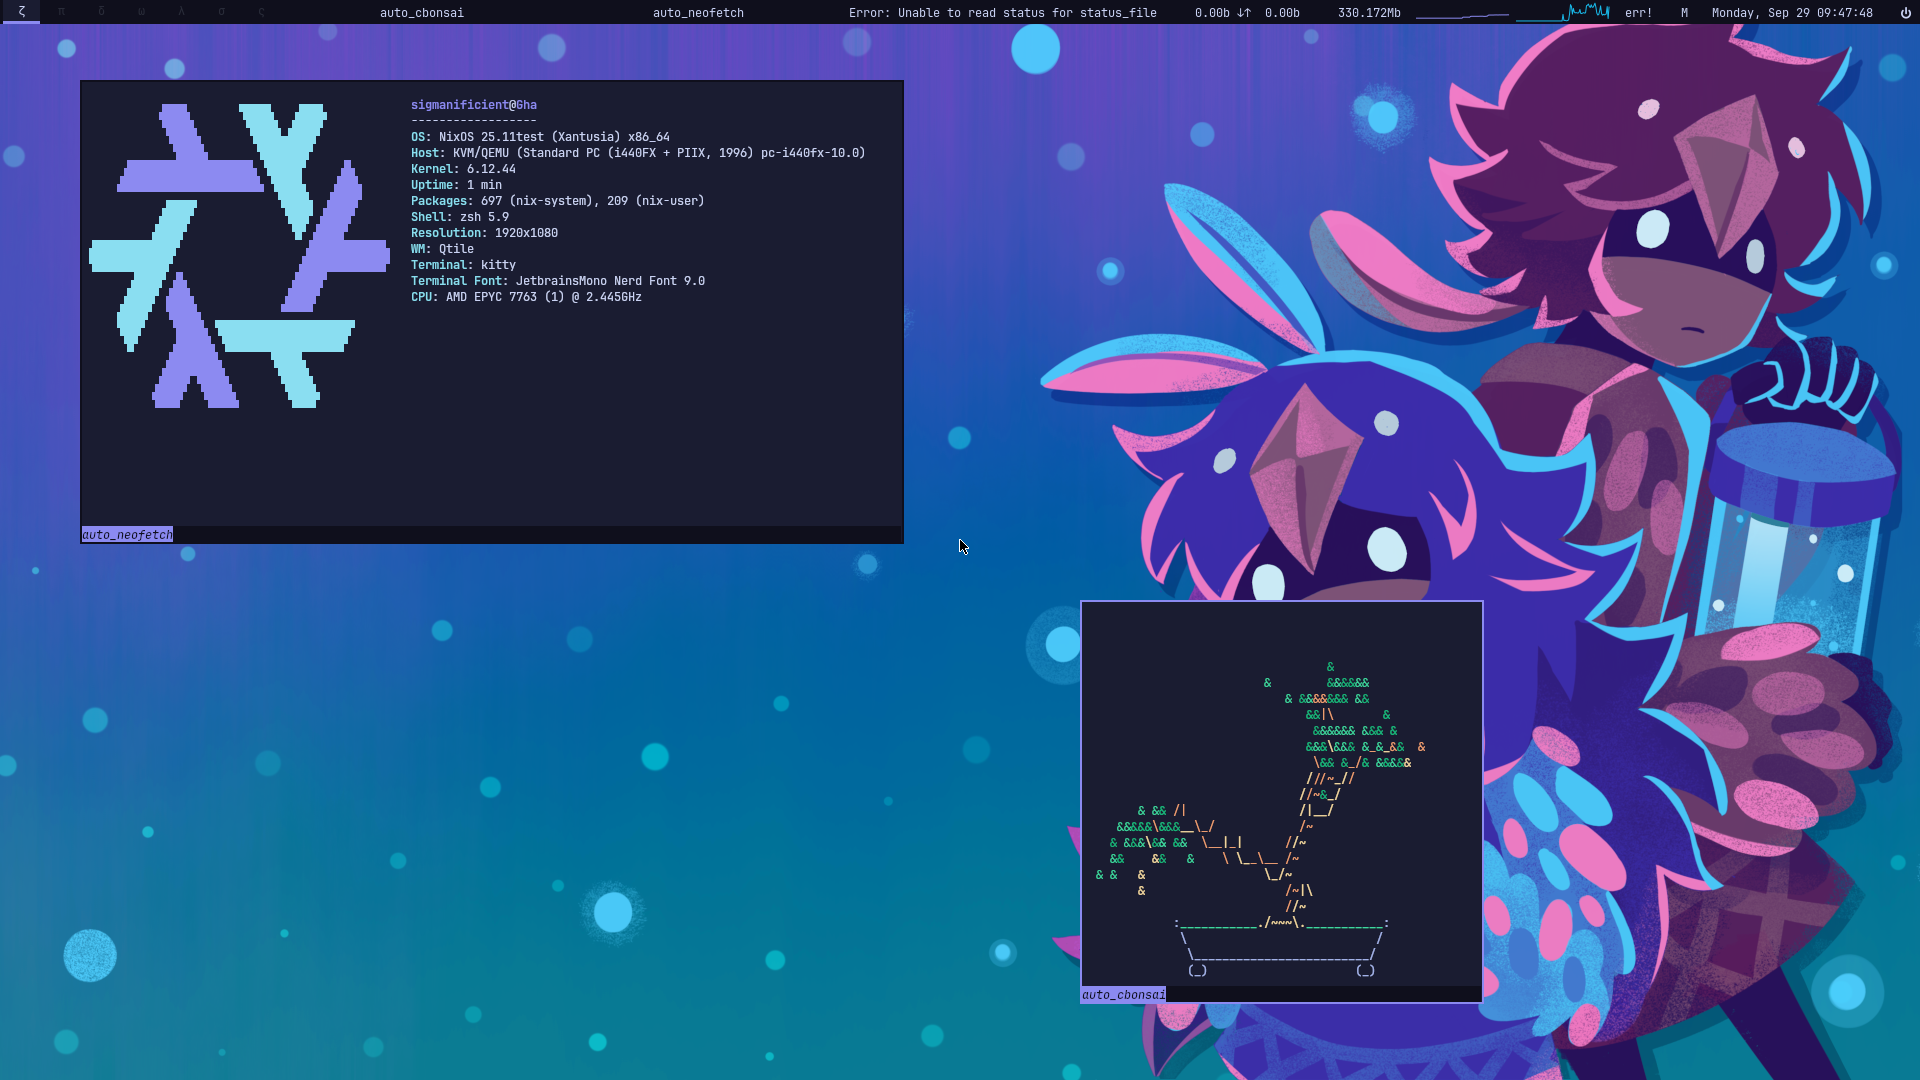 ζ π δ ω λ σ ς auto_cbonsai auto_neofetch Error: Unable to read status for status_file 0.00b ↓↑ 0.00b 330.172Mb err! M Monday, Sep 29 09:47:48
sigmanificient@Gha
------------------
OS: NixOS 25.11test (Xantusia) x86_64
Host: KVM/QEMU (Standard PC (i440FX + PIIX, 1996) pc-i440fx-10.0)
Kernel: 6.12.44
Uptime: 1 min
Packages: 697 (nix-system), 209 (nix-user)
Shell: zsh 5.9
Resolution: 1920x1080
WM: Qtile
Terminal: kitty
Terminal Font: JetbrainsMono Nerd Font 9.0
CPU: AMD EPYC 7763 (1) @ 2.445GHz
auto_neofetch
auto_cbonsai